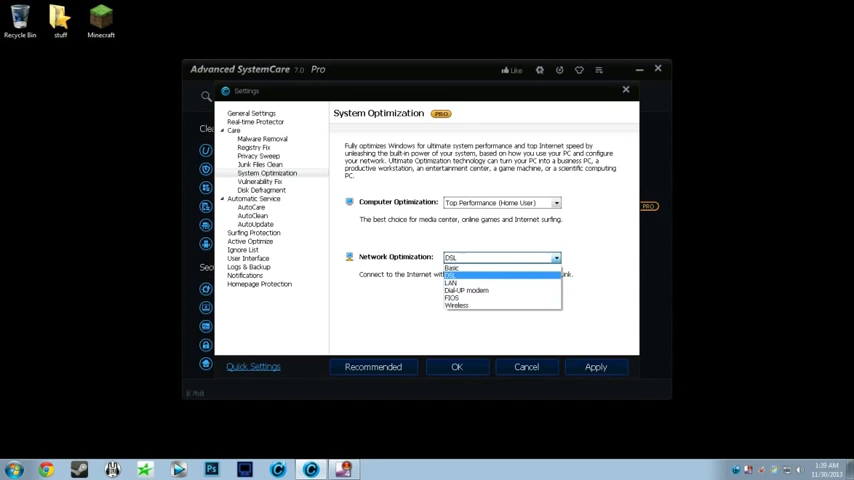 Recycle Bin
stuff
Minecraft
Advanced SystemCare 7.0 Pro
Like
Settings
General Settings
Real-time Protector
Care
Malware Removal
Registry Fix
Privacy Sweep
Junk Files Clean
System Optimization
Vulnerability Fix
Disk Defragment
Automatic Service
AutoCare
AutoClean
AutoUpdate
Surfing Protection
Active Optimize
Ignore List
User Interface
Logs & Backup
Notifications
Homepage Protection
System Optimization PRO
Fully optimizes Windows for ultimate system performance and top Internet speed by
unleashing the built-in power of your system, based on how you use your PC and configure
your network. Ultimate Optimization technology can turn your PC into a business PC, a
productive workstation, an entertainment center, a game machine, or a scientific computing
PC.
Computer Optimization: Top Performance (Home User)
The best choice for media center, online games and Internet surfing.
Network Optimization: DSL
Basic
DSL
LAN
Dial-UP modem
FIOS
Wireless
Connect to the Internet
PRO
Quick Settings
Recommended
OK
Cancel
Apply
1:39 AM
11/30/2013